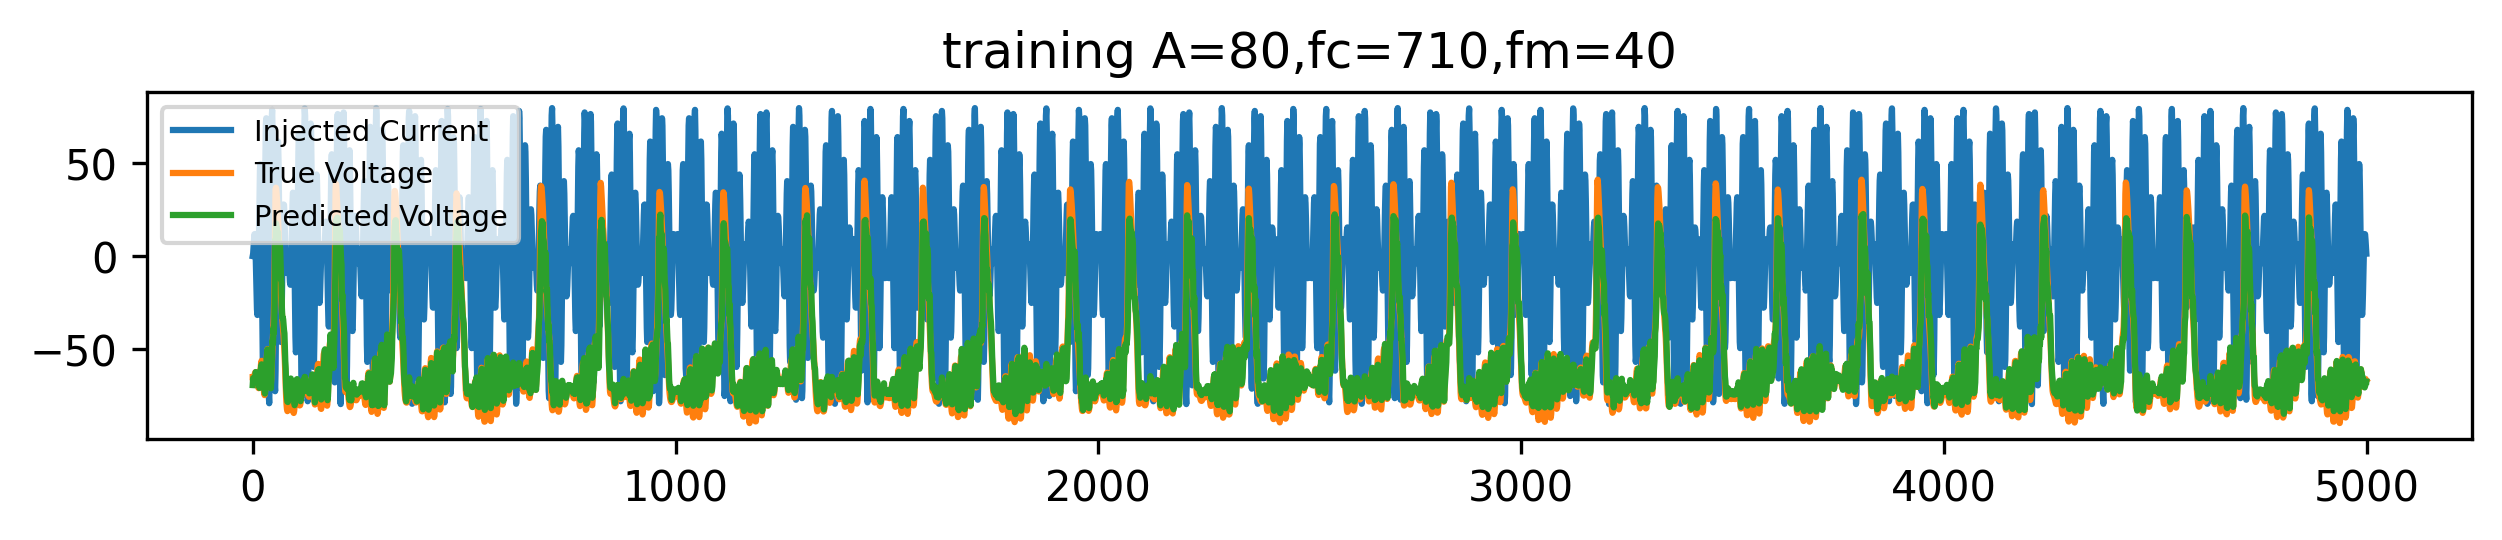 training A=80,fc=710,fm=40
Injected Current
True Voltage
Predicted Voltage
50
0
−50
0 1000 2000 3000 4000 5000